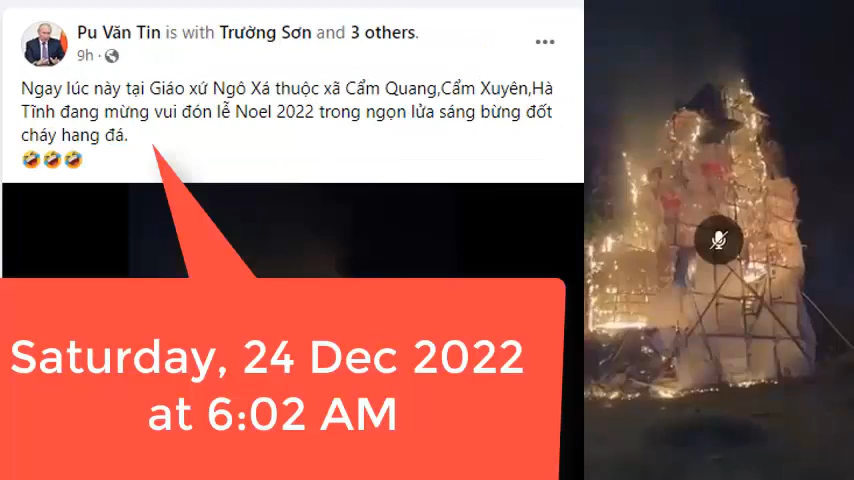 Pu Văn Tin is with Trường Sơn and 3 others.
9h ·
Ngay lúc này tại Giáo xứ Ngô Xá thuộc xã Cẩm Quang,Cẩm Xuyên,Hà
Tĩnh đang mừng vui đón lễ Noel 2022 trong ngọn lửa sáng bừng đốt
cháy hang đá.
🤣🤣🤣
Saturday, 24 Dec 2022
at 6:02 AM